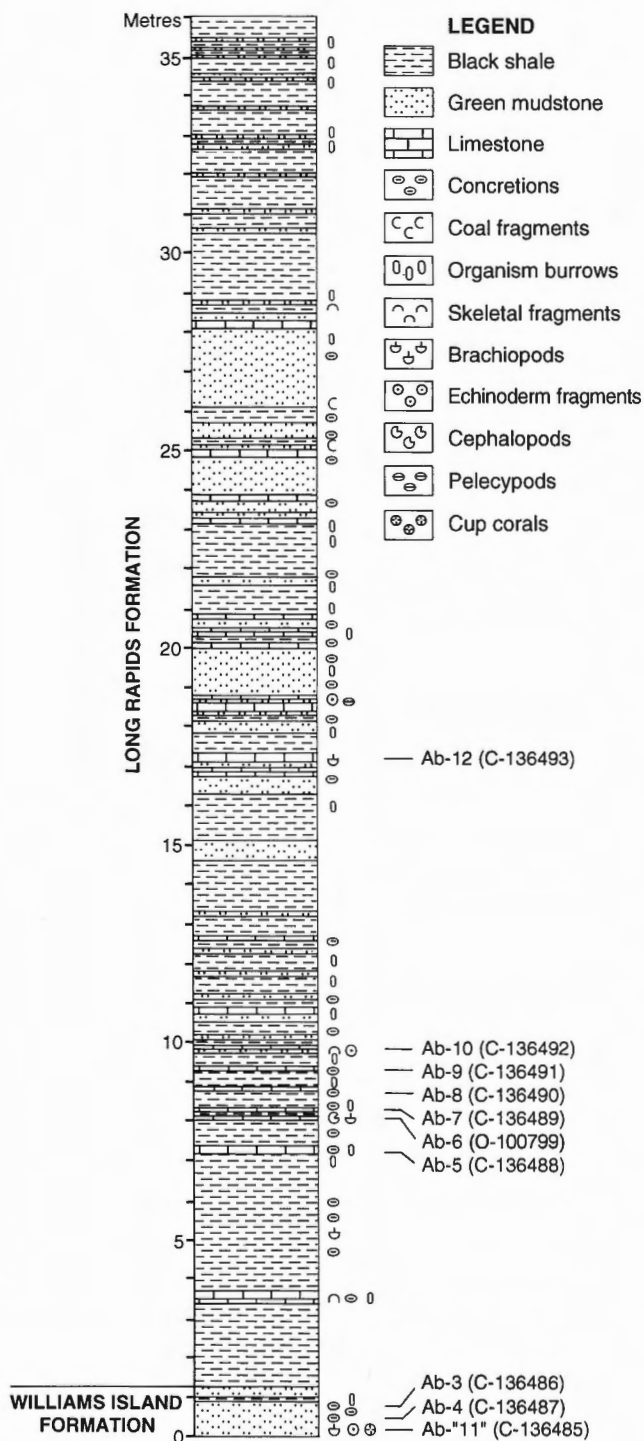 Metres
35
30
25
20
15
10
5
0
LONG RAPIDS FORMATION
WILLIAMS ISLAND
FORMATION
LEGEND
Black shale
Green mudstone
Limestone
Concretions
Coal fragments
Organism burrows
Skeletal fragments
Brachiopods
Echinoderm fragments
Cephalopods
Pelecypods
Cup corals
Ab-12 (C-136493)
Ab-10 (C-136492)
Ab-9 (C-136491)
Ab-8 (C-136490)
Ab-7 (C-136489)
Ab-6 (O-100799)
Ab-5 (C-136488)
Ab-3 (C-136486)
Ab-4 (C-136487)
Ab-"11" (C-136485)